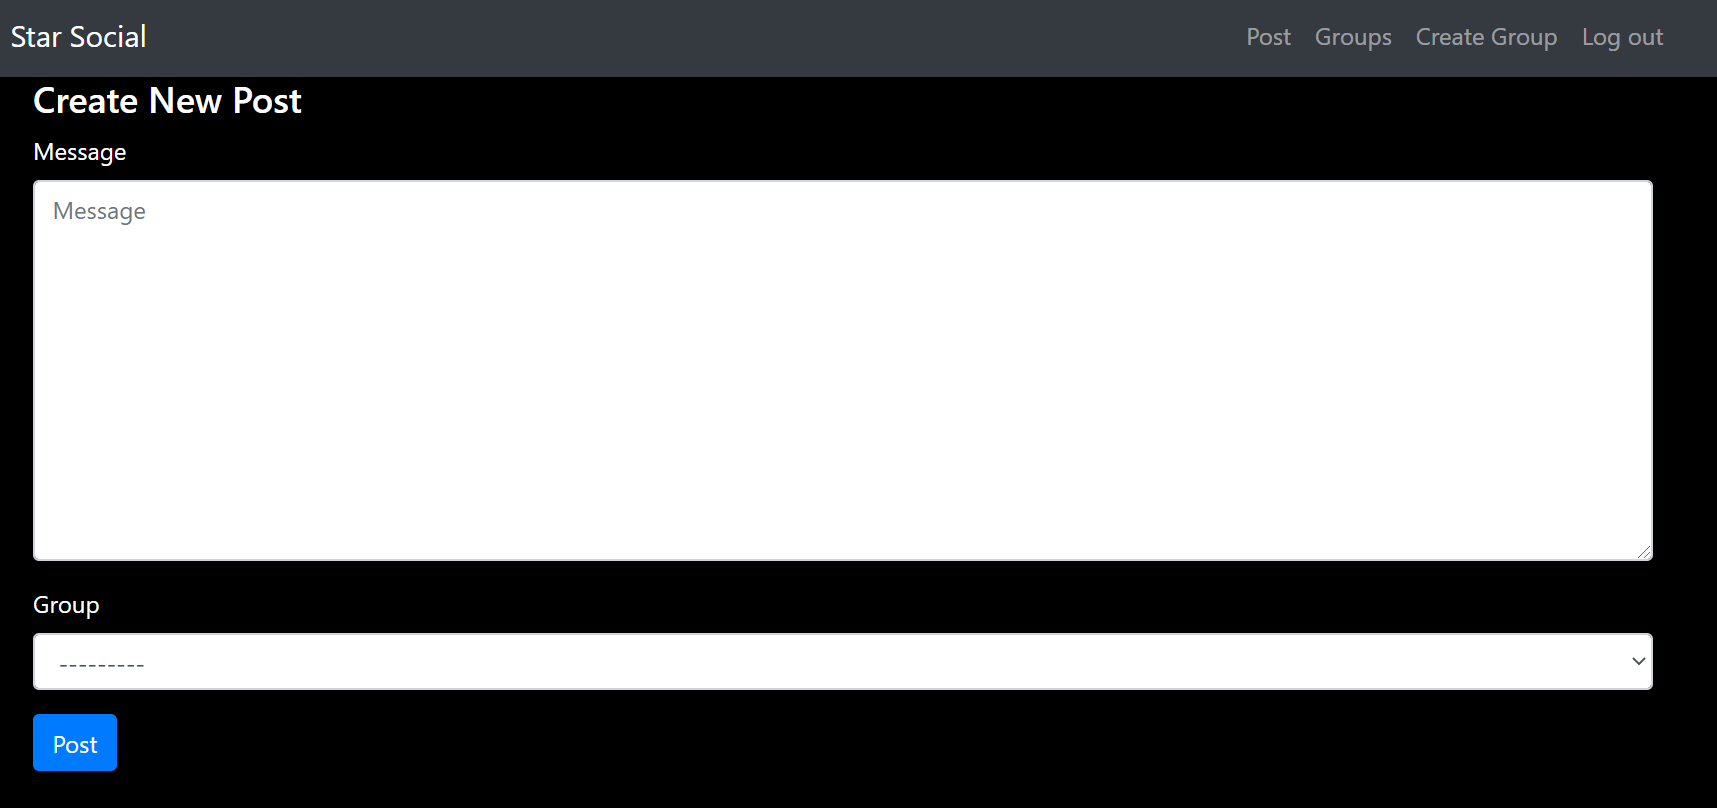 Star Social Post Groups Create Group Log out
Create New Post
Message
Message
Group
---------
Post